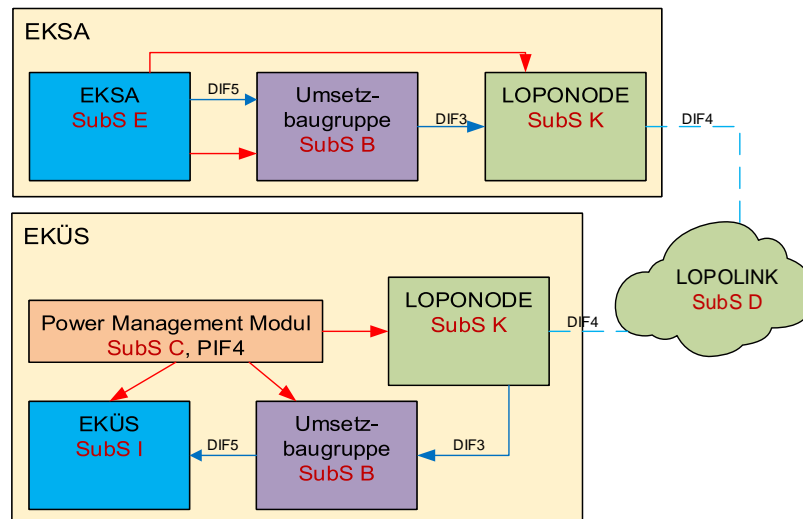 EKSA
EKSA
SubS E
DIF5
Umsetz-
baugruppe
SubS B
DIF3
LOPONODE
SubS K
DIF4
LOPOLINK
SubS D
EKÜS
Power Management Modul
SubS C, PIF4
LOPONODE
SubS K
DIF4
EKÜS
SubS I
DIF5
Umsetz-
baugruppe
SubS B
DIF3